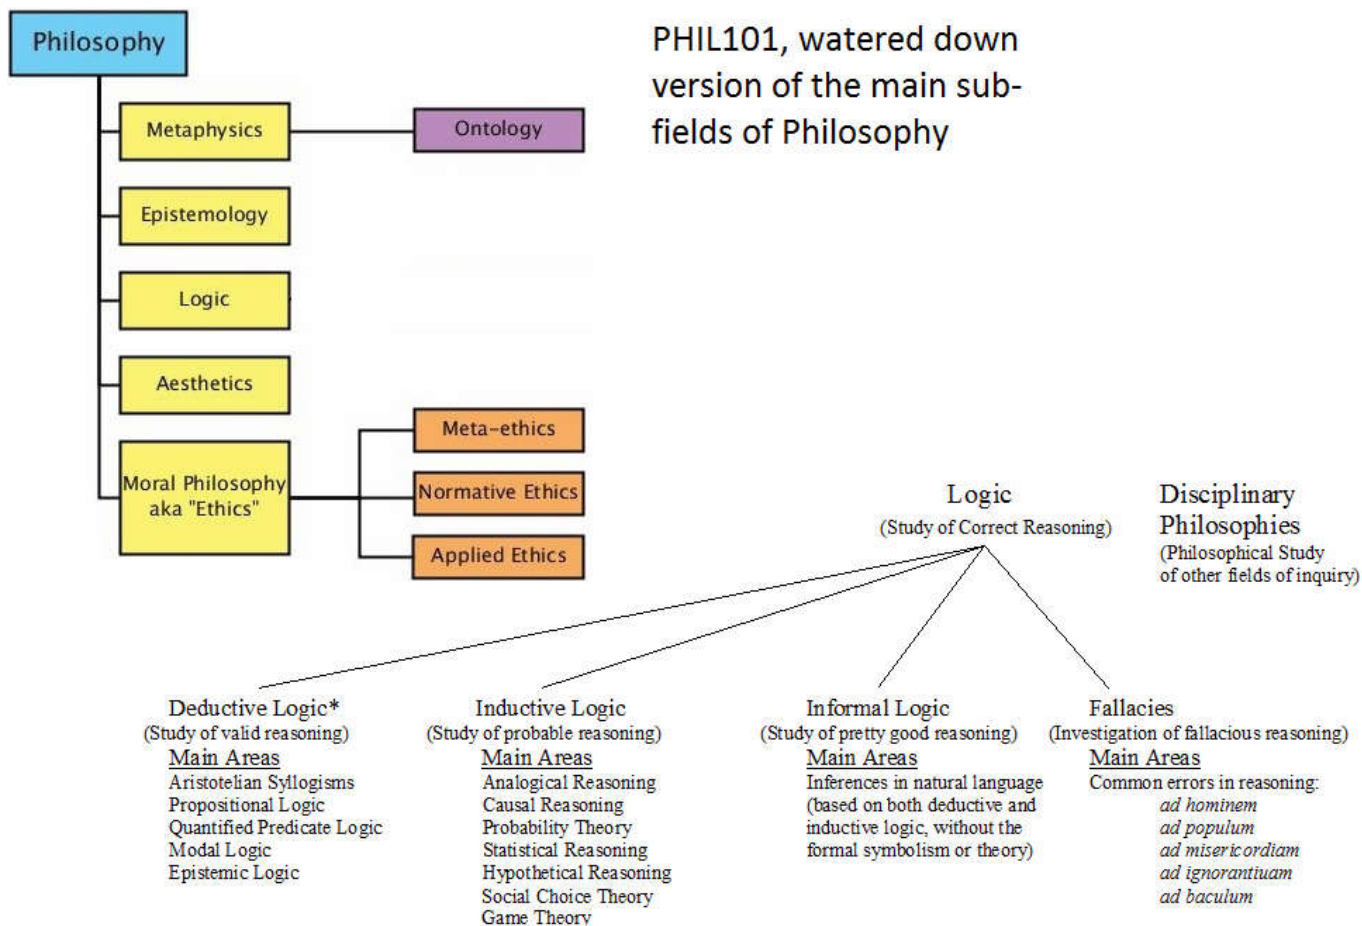 Philosophy
PHIL101, watered down
version of the main sub-
fields of Philosophy
Metaphysics
Ontology
Epistemology
Logic
Aesthetics
Moral Philosophy
aka "Ethics"
Meta-ethics
Normative Ethics
Applied Ethics
Logic
(Study of Correct Reasoning)
Disciplinary
Philosophies
(Philosophical Study
of other fields of inquiry)
Deductive Logic*
(Study of valid reasoning)
Main Areas
Aristotelian Syllogisms
Propositional Logic
Quantified Predicate Logic
Modal Logic
Epistemic Logic
Inductive Logic
(Study of probable reasoning)
Main Areas
Analogical Reasoning
Causal Reasoning
Probability Theory
Statistical Reasoning
Hypothetical Reasoning
Social Choice Theory
Game Theory
Informal Logic
(Study of pretty good reasoning)
Main Areas
Inferences in natural language
(based on both deductive and
inductive logic, without the
formal symbolism or theory)
Fallacies
(Investigation of fallacious reasoning)
Main Areas
Common errors in reasoning:
ad hominem
ad populum
ad misericordiam
ad ignorantiuam
ad baculum